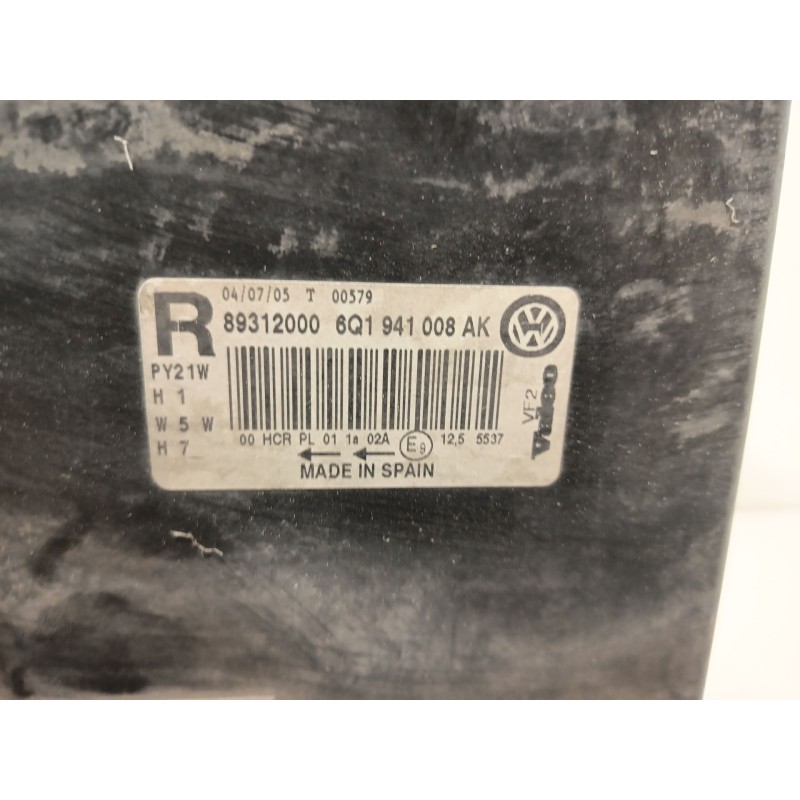 04/07/05 T 00579
R
89312000 6Q1 941 008 AK
PY21W
H 1
W 5 W
H 7
VF2
Valeo
00 HCR PL 01 1a 02A E9 12,5 5537
MADE IN SPAIN